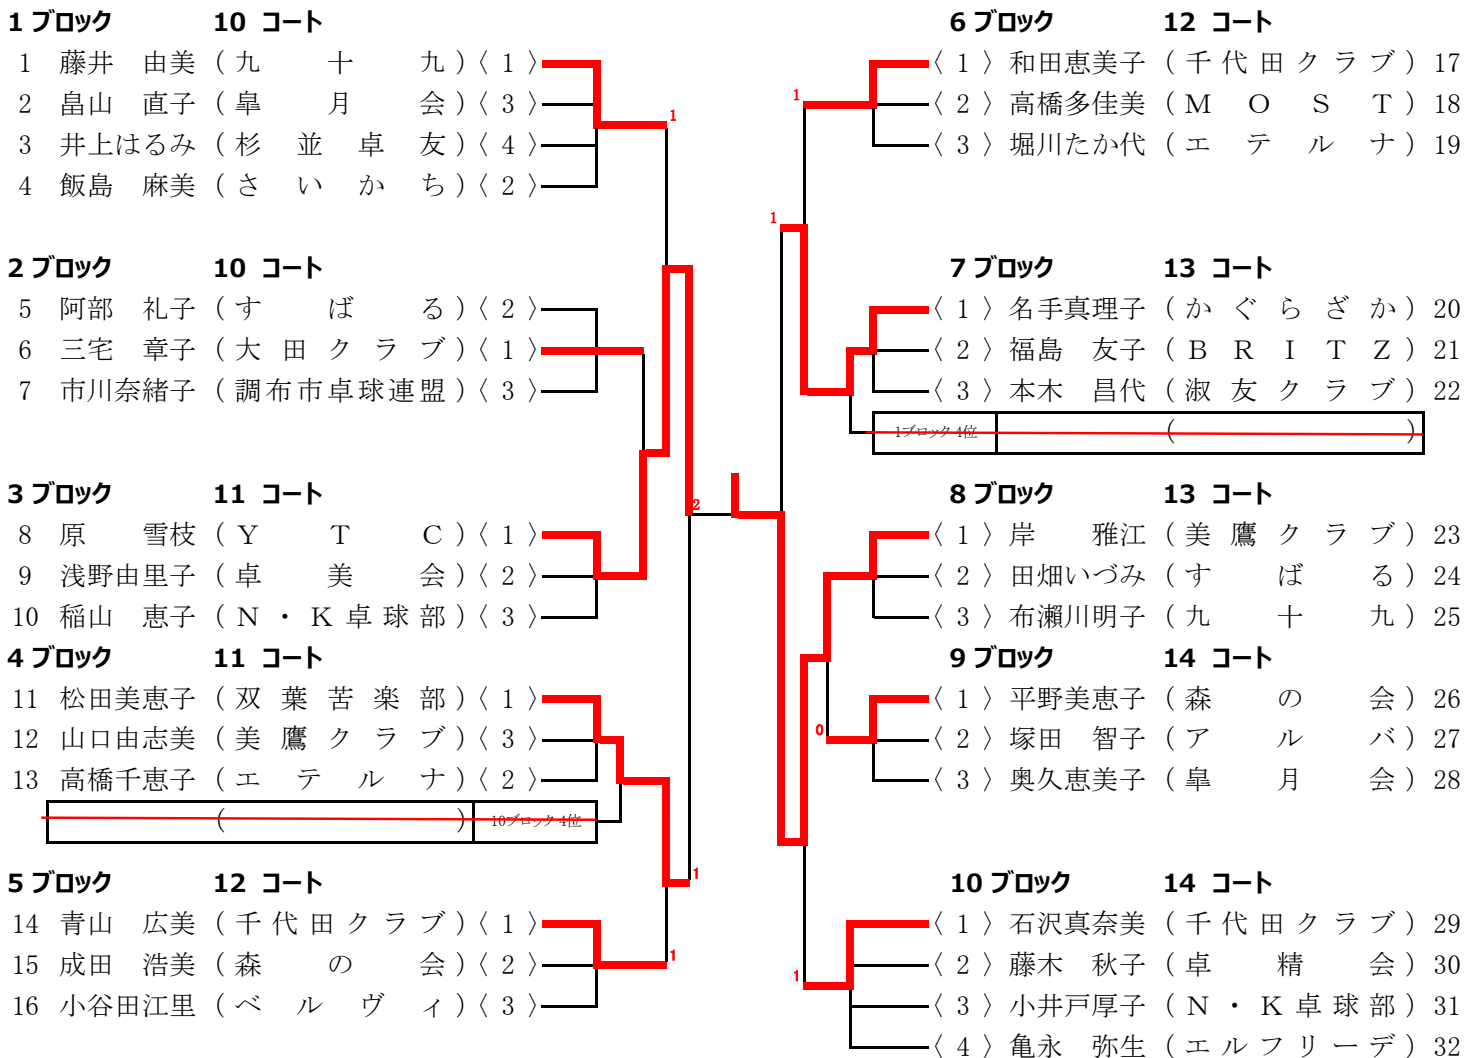 1 ブロック 10 コート
1 藤井 由美 ( 九 十 九 ) 〈 1 〉
2 畠山 直子 ( 皐 月 会 ) 〈 3 〉
3 井上はるみ ( 杉 並 卓 友 ) 〈 4 〉
4 飯島 麻美 ( さ い か ち ) 〈 2 〉
1
2 ブロック 10 コート
5 阿部 礼子 ( す ば る ) 〈 2 〉
6 三宅 章子 ( 大 田 ク ラ ブ ) 〈 1 〉
7 市川奈緒子 ( 調布市卓球連盟 ) 〈 3 〉
3 ブロック 11 コート
8 原 雪枝 ( Y T C ) 〈 1 〉
9 浅野由里子 ( 卓 美 会 ) 〈 2 〉
10 稲山 恵子 ( N ・ K 卓 球 部 ) 〈 3 〉
2
4 ブロック 11 コート
11 松田美恵子 ( 双 葉 苦 楽 部 ) 〈 1 〉
12 山口由志美 ( 美 鷹 ク ラ ブ ) 〈 3 〉
13 高橋千恵子 ( エ テ ル ナ ) 〈 2 〉
( ) 10ブロック 4位
1
5 ブロック 12 コート
14 青山 広美 ( 千 代 田 ク ラ ブ ) 〈 1 〉
15 成田 浩美 ( 森 の 会 ) 〈 2 〉
16 小谷田江里 ( ベ ル ヴ ィ ) 〈 3 〉
1
6 ブロック 12 コート
〈 1 〉 和田恵美子 ( 千 代 田 ク ラ ブ ) 17
〈 2 〉 高橋多佳美 ( M O S T ) 18
〈 3 〉 堀川たか代 ( エ テ ル ナ ) 19
1
1
7 ブロック 13 コート
〈 1 〉 名手真理子 ( か ぐ ら ざ か ) 20
〈 2 〉 福島 友子 ( B R I T Z ) 21
〈 3 〉 本木 昌代 ( 淑 友 ク ラ ブ ) 22
1ブロック 4位 ( )
8 ブロック 13 コート
〈 1 〉 岸 雅江 ( 美 鷹 ク ラ ブ ) 23
〈 2 〉 田畑いづみ ( す ば る ) 24
〈 3 〉 布瀬川明子 ( 九 十 九 ) 25
9 ブロック 14 コート
〈 1 〉 平野美恵子 ( 森 の 会 ) 26
〈 2 〉 塚田 智子 ( ア ル バ ) 27
〈 3 〉 奥久恵美子 ( 皐 月 会 ) 28
0
10 ブロック 14 コート
〈 1 〉 石沢真奈美 ( 千 代 田 ク ラ ブ ) 29
〈 2 〉 藤木 秋子 ( 卓 精 会 ) 30
〈 3 〉 小井戸厚子 ( N ・ K 卓 球 部 ) 31
〈 4 〉 亀永 弥生 ( エ ル フ リ ー デ ) 32
1